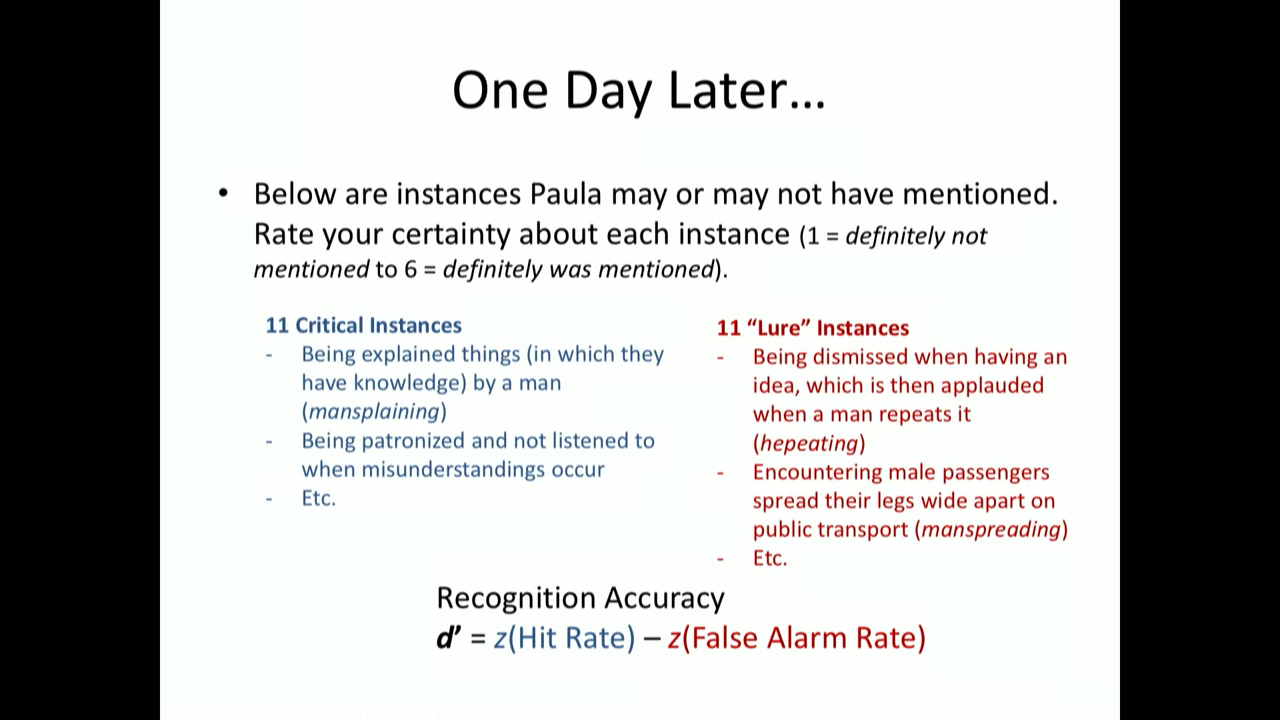 One Day Later...
• Below are instances Paula may or may not have mentioned.
Rate your certainty about each instance (1 = definitely not
mentioned to 6 = definitely was mentioned).
11 Critical Instances
- Being explained things (in which they
have knowledge) by a man
(mansplaining)
- Being patronized and not listened to
when misunderstandings occur
- Etc.
11 “Lure” Instances
- Being dismissed when having an
idea, which is then applauded
when a man repeats it
(hepeating)
- Encountering male passengers
spread their legs wide apart on
public transport (manspreading)
- Etc.
Recognition Accuracy
d’ = z(Hit Rate) – z(False Alarm Rate)